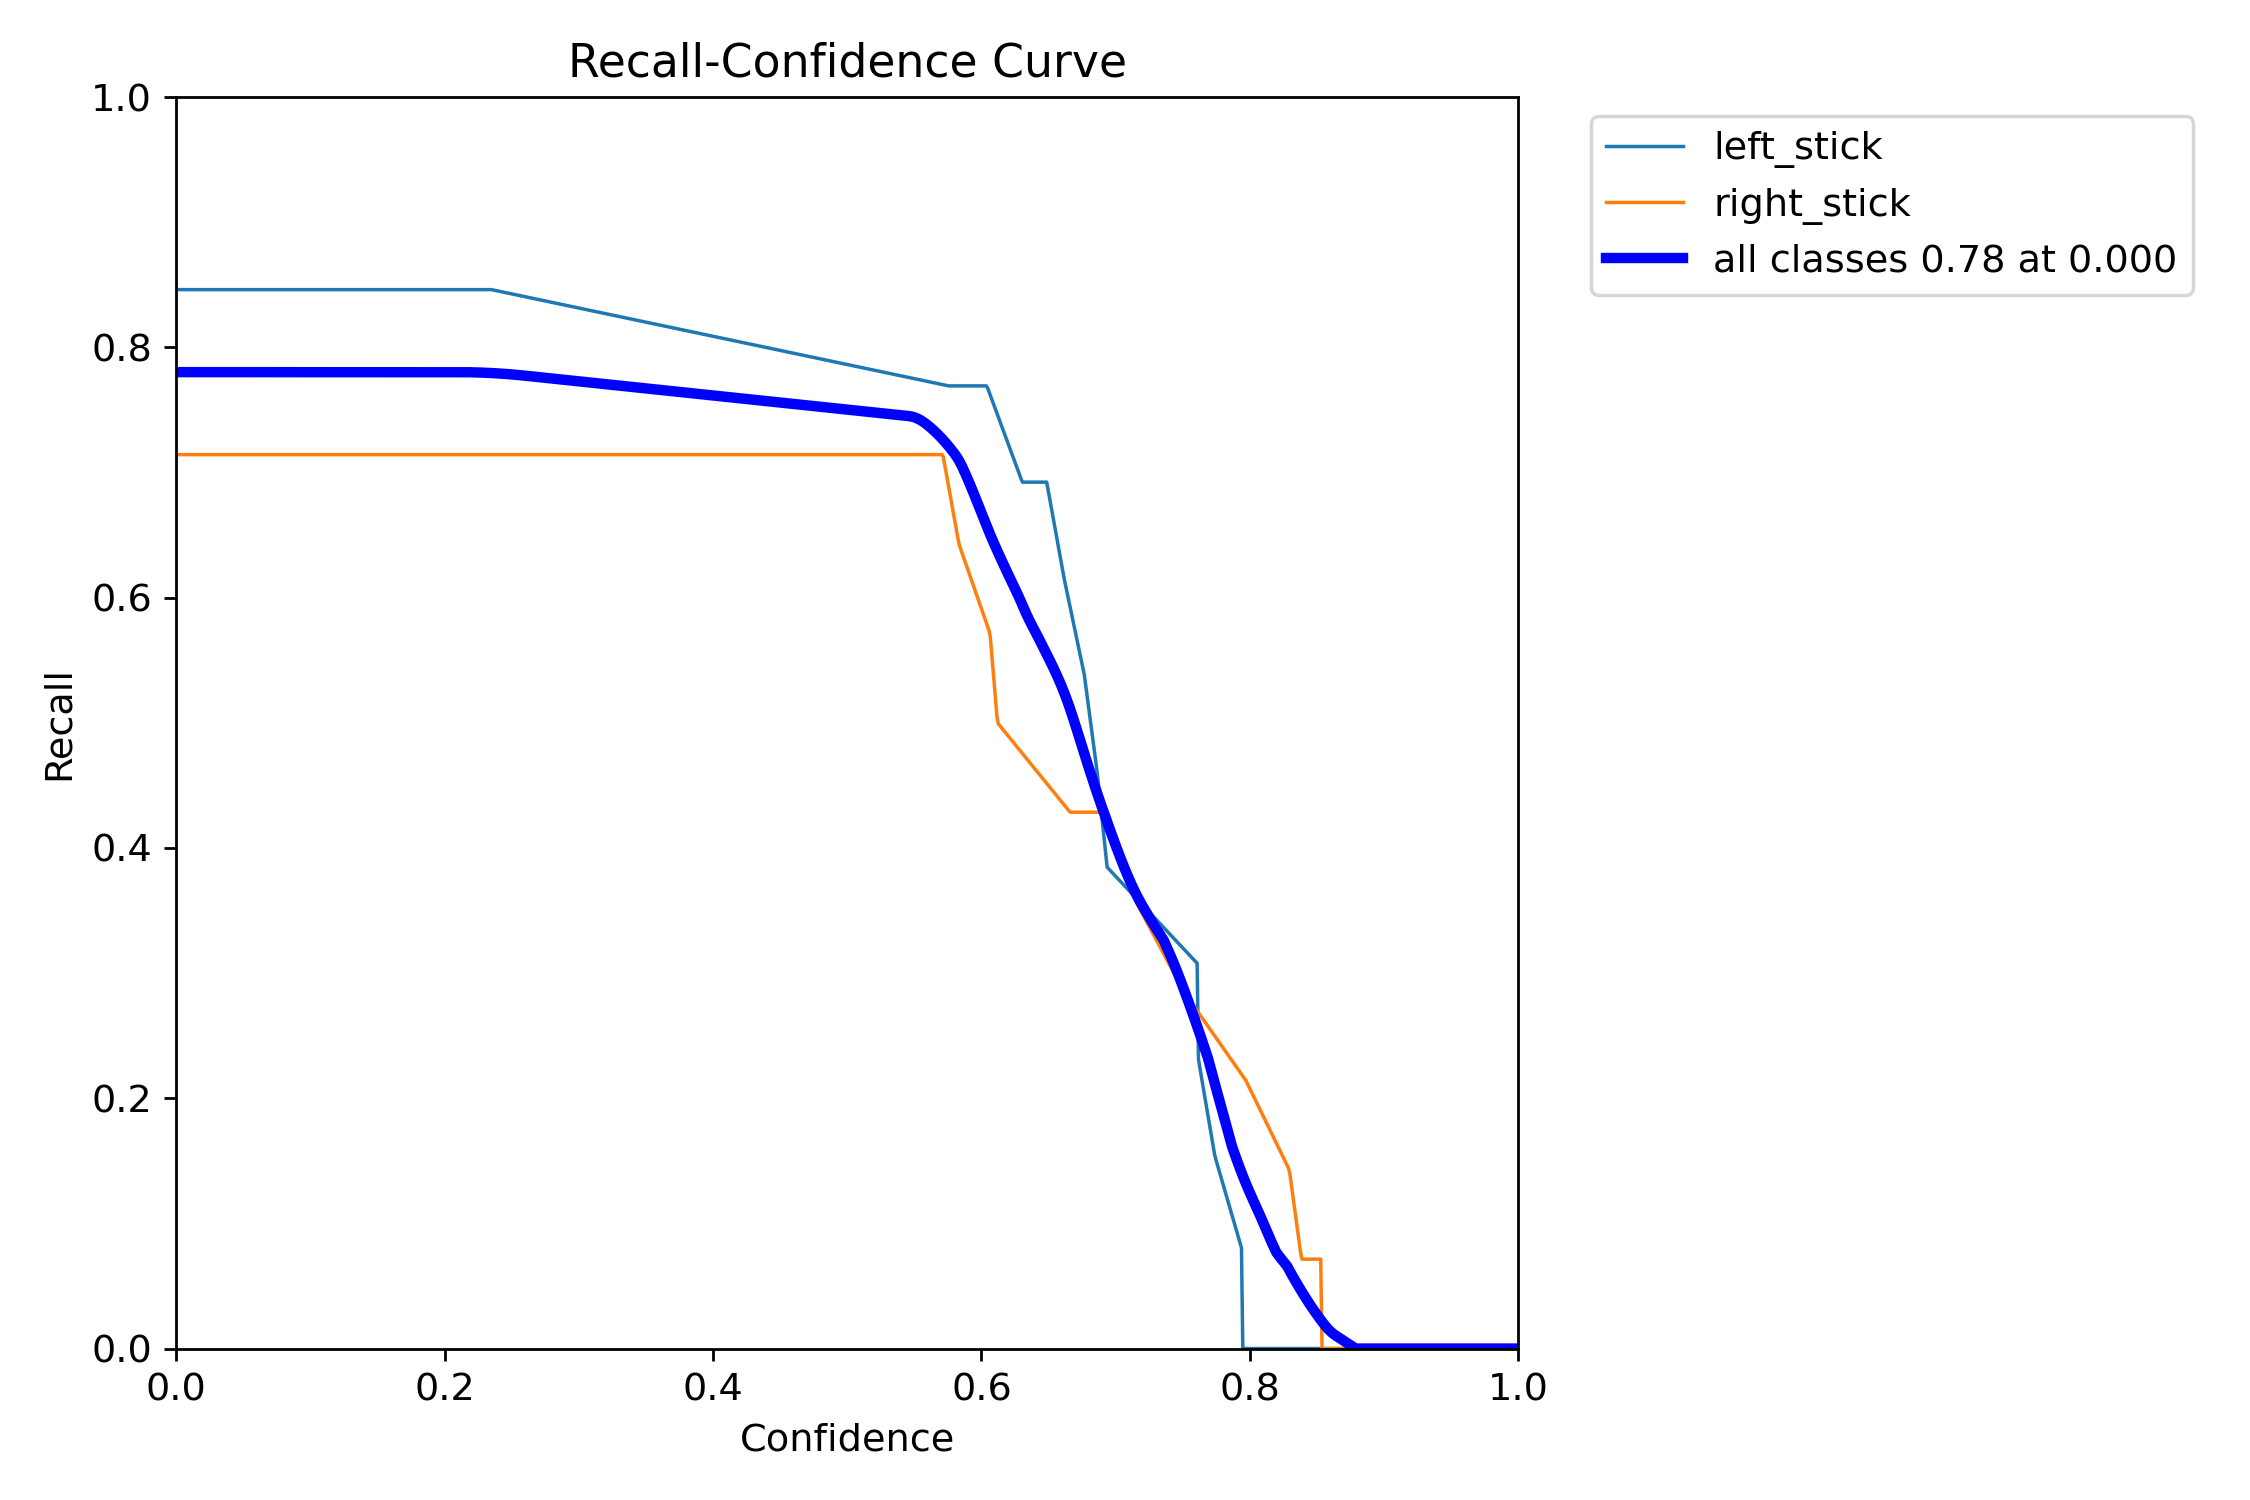 Recall-Confidence Curve
1.0
0.8
0.6
0.4
0.2
0.0
Recall
0.0 0.2 0.4 0.6 0.8 1.0
Confidence
left_stick
right_stick
all classes 0.78 at 0.000